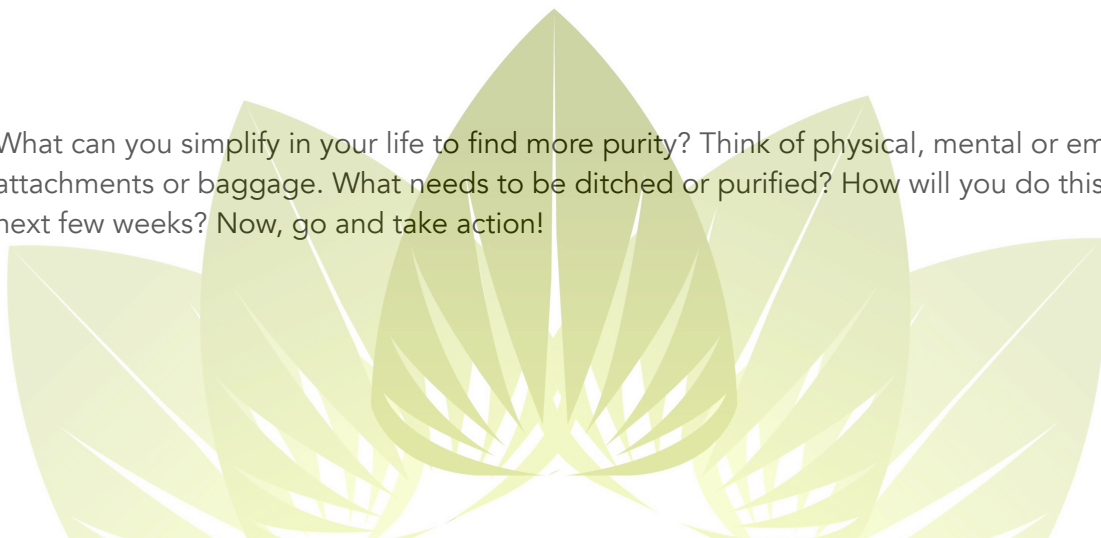 What can you simplify in your life to find more purity? Think of physical, mental or em
attachments or baggage. What needs to be ditched or purified? How will you do this
next few weeks? Now, go and take action!